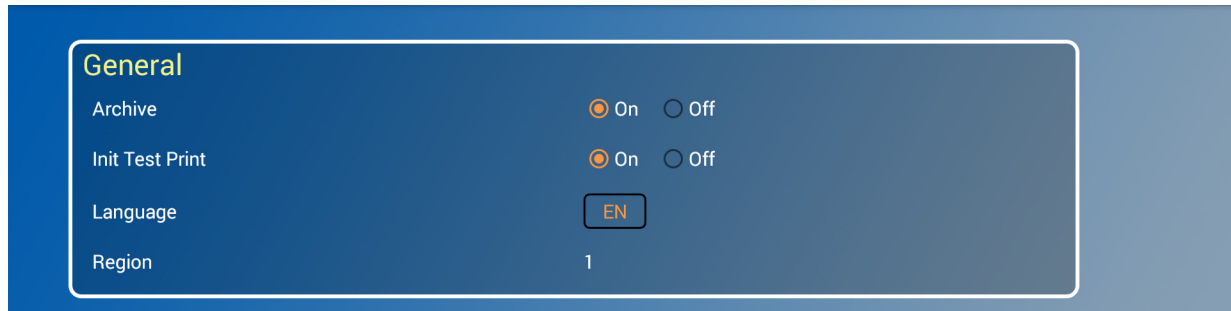 General
Archive On Off
Init Test Print On Off
Language EN
Region 1